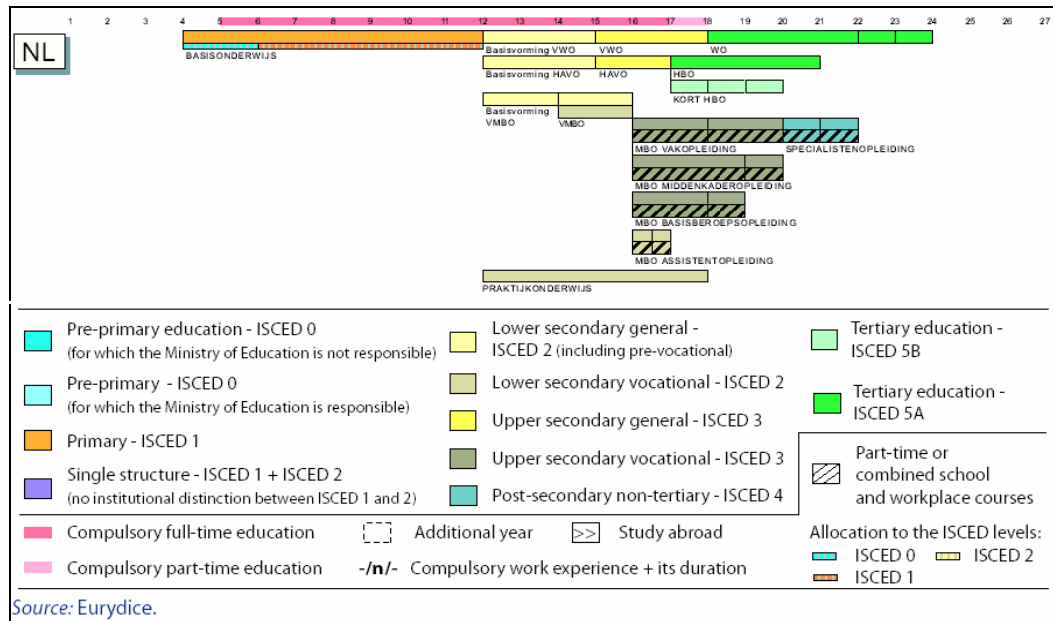 1 2 3 4 5 6 7 8 9 10 11 12 13 14 15 16 17 18 19 20 21 22 23 24 25 26 27
NL
BASISONDERWIJS
Basisvorming VWO VWO WO
Basisvorming HAVO HAVO HBO
KORT HBO
Basisvorming VMBO
VMBO
MBO VAKOPLEIDING SPECIALISTENOPLEIDING
MBO MIDDENKADEROPLEIDING
MBO BASISBEROEPSOPLEIDING
MBO ASSISTENTOPLEIDING
PRAKTIJKONDERWIJS
Pre-primary education - ISCED 0
(for which the Ministry of Education is not responsible)
Pre-primary - ISCED 0
(for which the Ministry of Education is responsible)
Primary - ISCED 1
Single structure - ISCED 1 + ISCED 2
(no institutional distinction between ISCED 1 and 2)
Lower secondary general -
ISCED 2 (including pre-vocational)
Lower secondary vocational - ISCED 2
Upper secondary general - ISCED 3
Upper secondary vocational - ISCED 3
Post-secondary non-tertiary - ISCED 4
Tertiary education -
ISCED 5B
Tertiary education -
ISCED 5A
Part-time or
combined school
and workplace courses
Compulsory full-time education
Additional year
>> Study abroad
Compulsory part-time education
-/n/- Compulsory work experience + its duration
Allocation to the ISCED levels:
ISCED 0 ISCED 2
ISCED 1
Source: Eurydice.